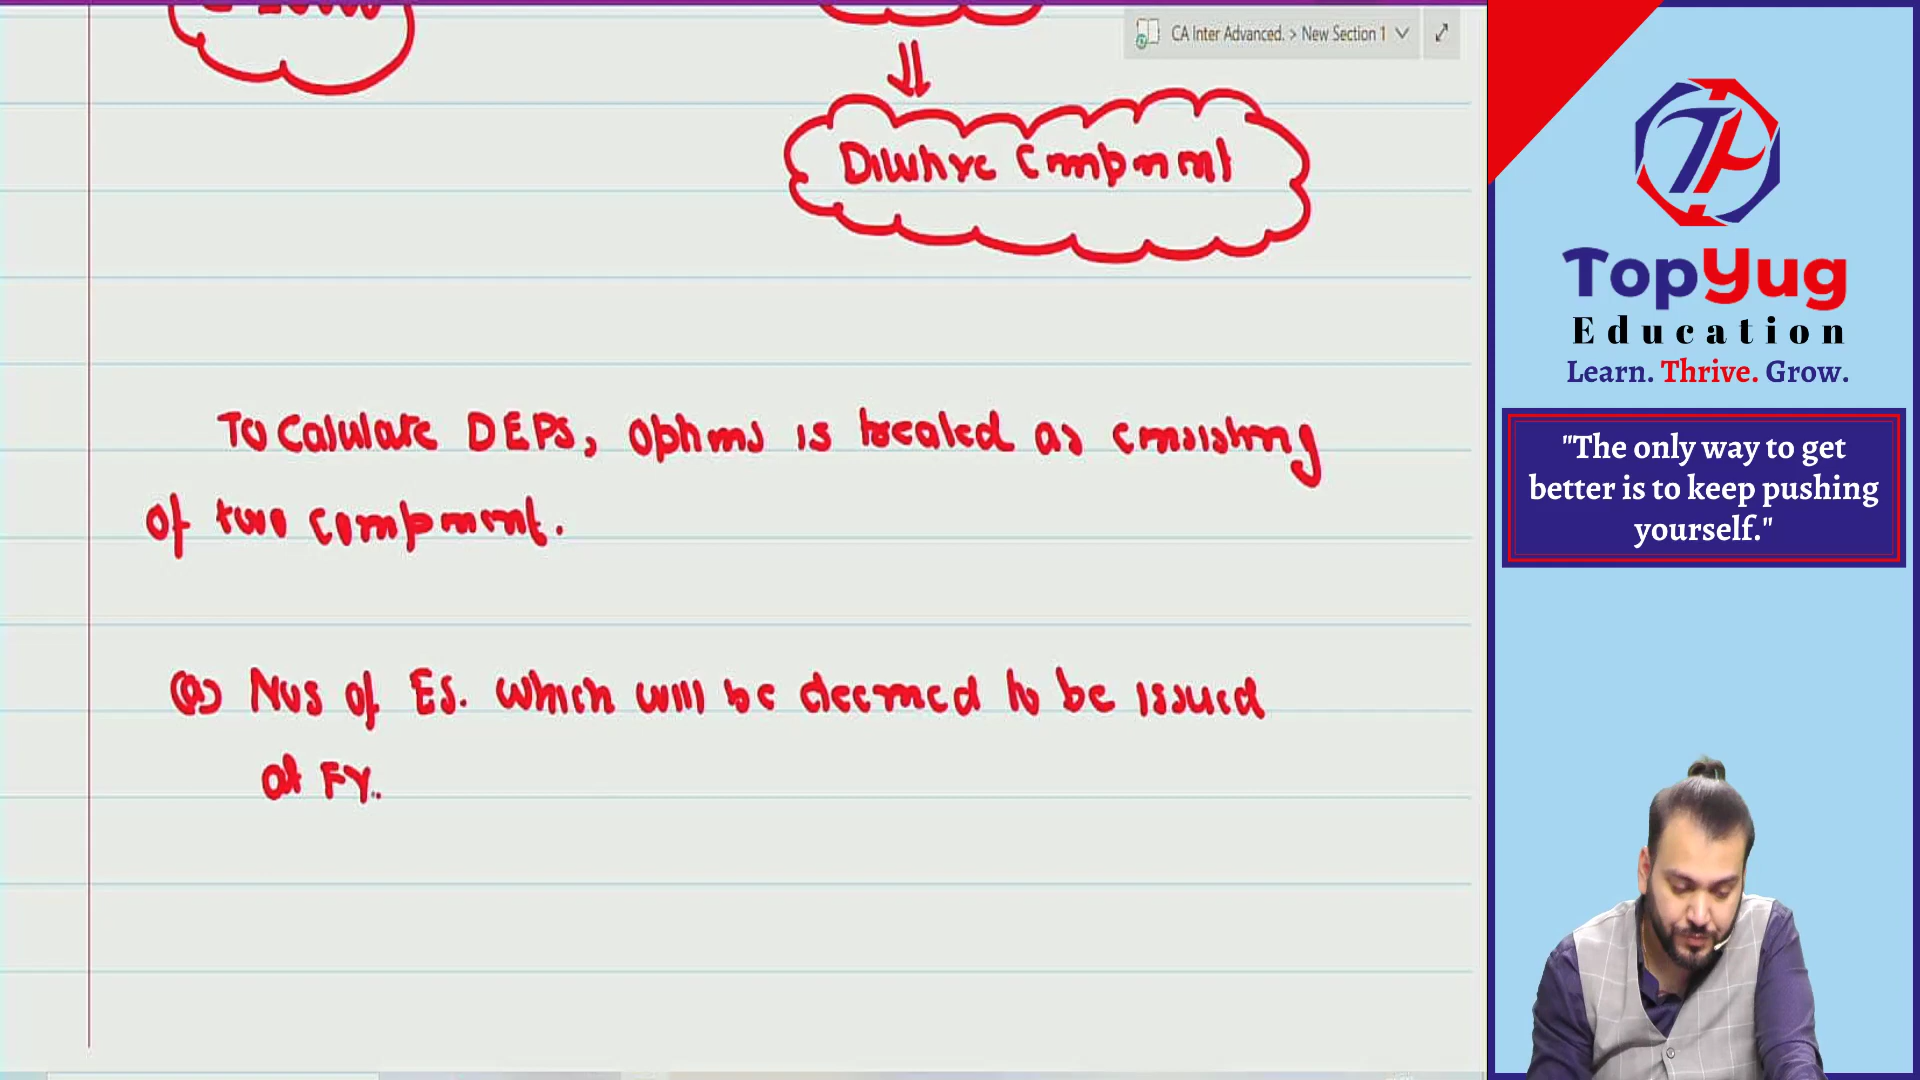 CA Inter Advanced. > New Section 1
Dilutive Component
To Calulate DEPS, options is treated as consisting
of two component.
(a) Nos of ES. which will be deemed to be issued
at FV.
TopYug
Education
Learn. Thrive. Grow.
"The only way to get
better is to keep pushing
yourself."